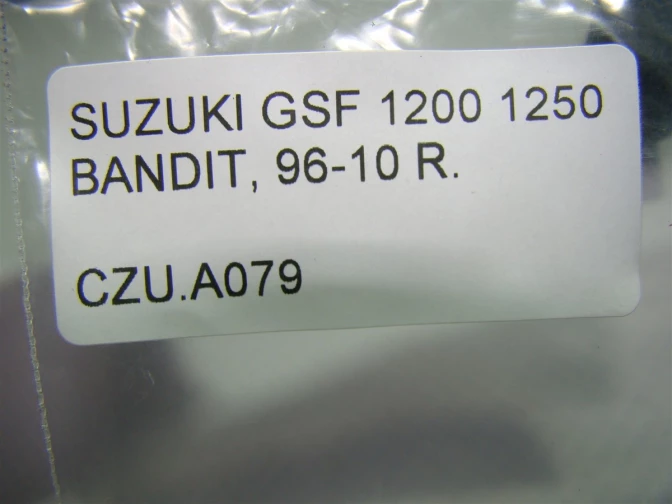 SUZUKI GSF 1200 1250
BANDIT, 96-10 R.
CZU.A079